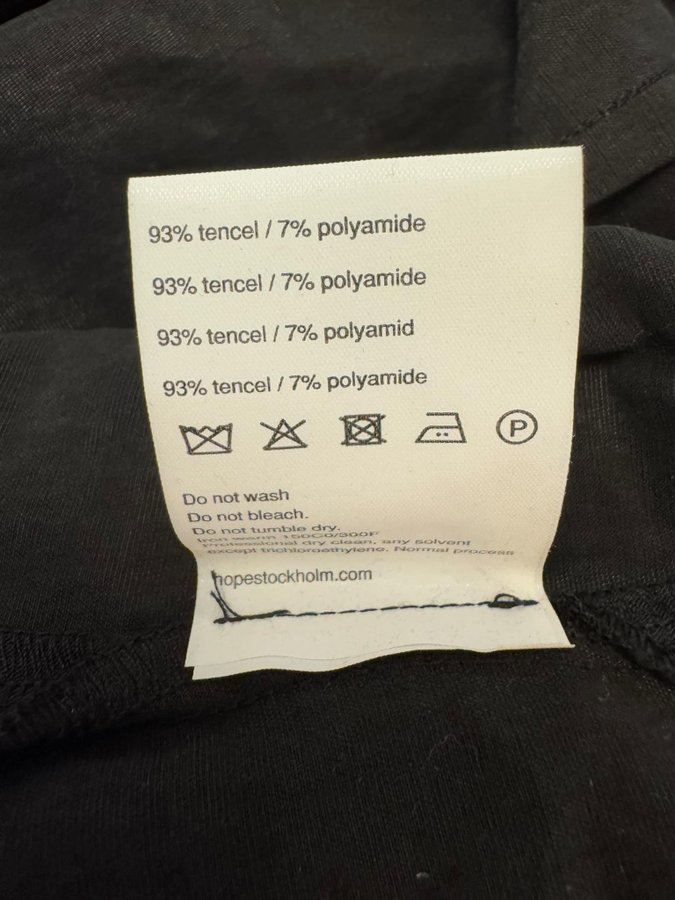 93% tencel / 7% polyamide
93% tencel / 7% polyamide
93% tencel / 7% polyamid
93% tencel / 7% polyamide
P
Do not wash
Do not bleach.
Do not tumble dry.
Iron warm 150C0/300F
Professional dry clean, any solvent
except trichloroethylene. Normal process
hopestockholm.com